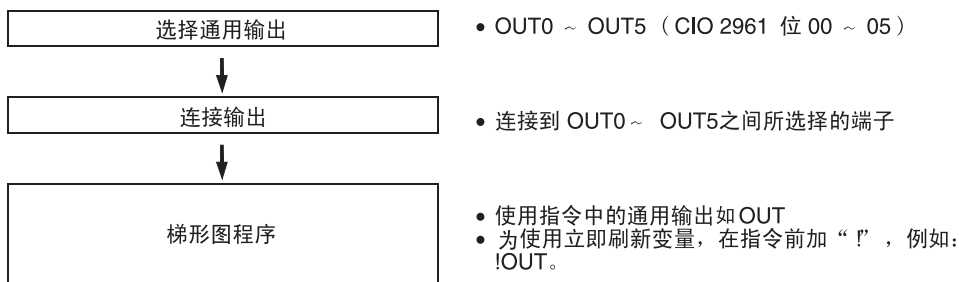 选择通用输出
• OUT0 ~ OUT5（CIO 2961 位 00 ~ 05）
连接输出
• 连接到 OUT0~ OUT5之间所选择的端子
梯形图程序
• 使用指令中的通用输出如OUT
• 为使用立即刷新变量，在指令前加“!”，例如：
!OUT。